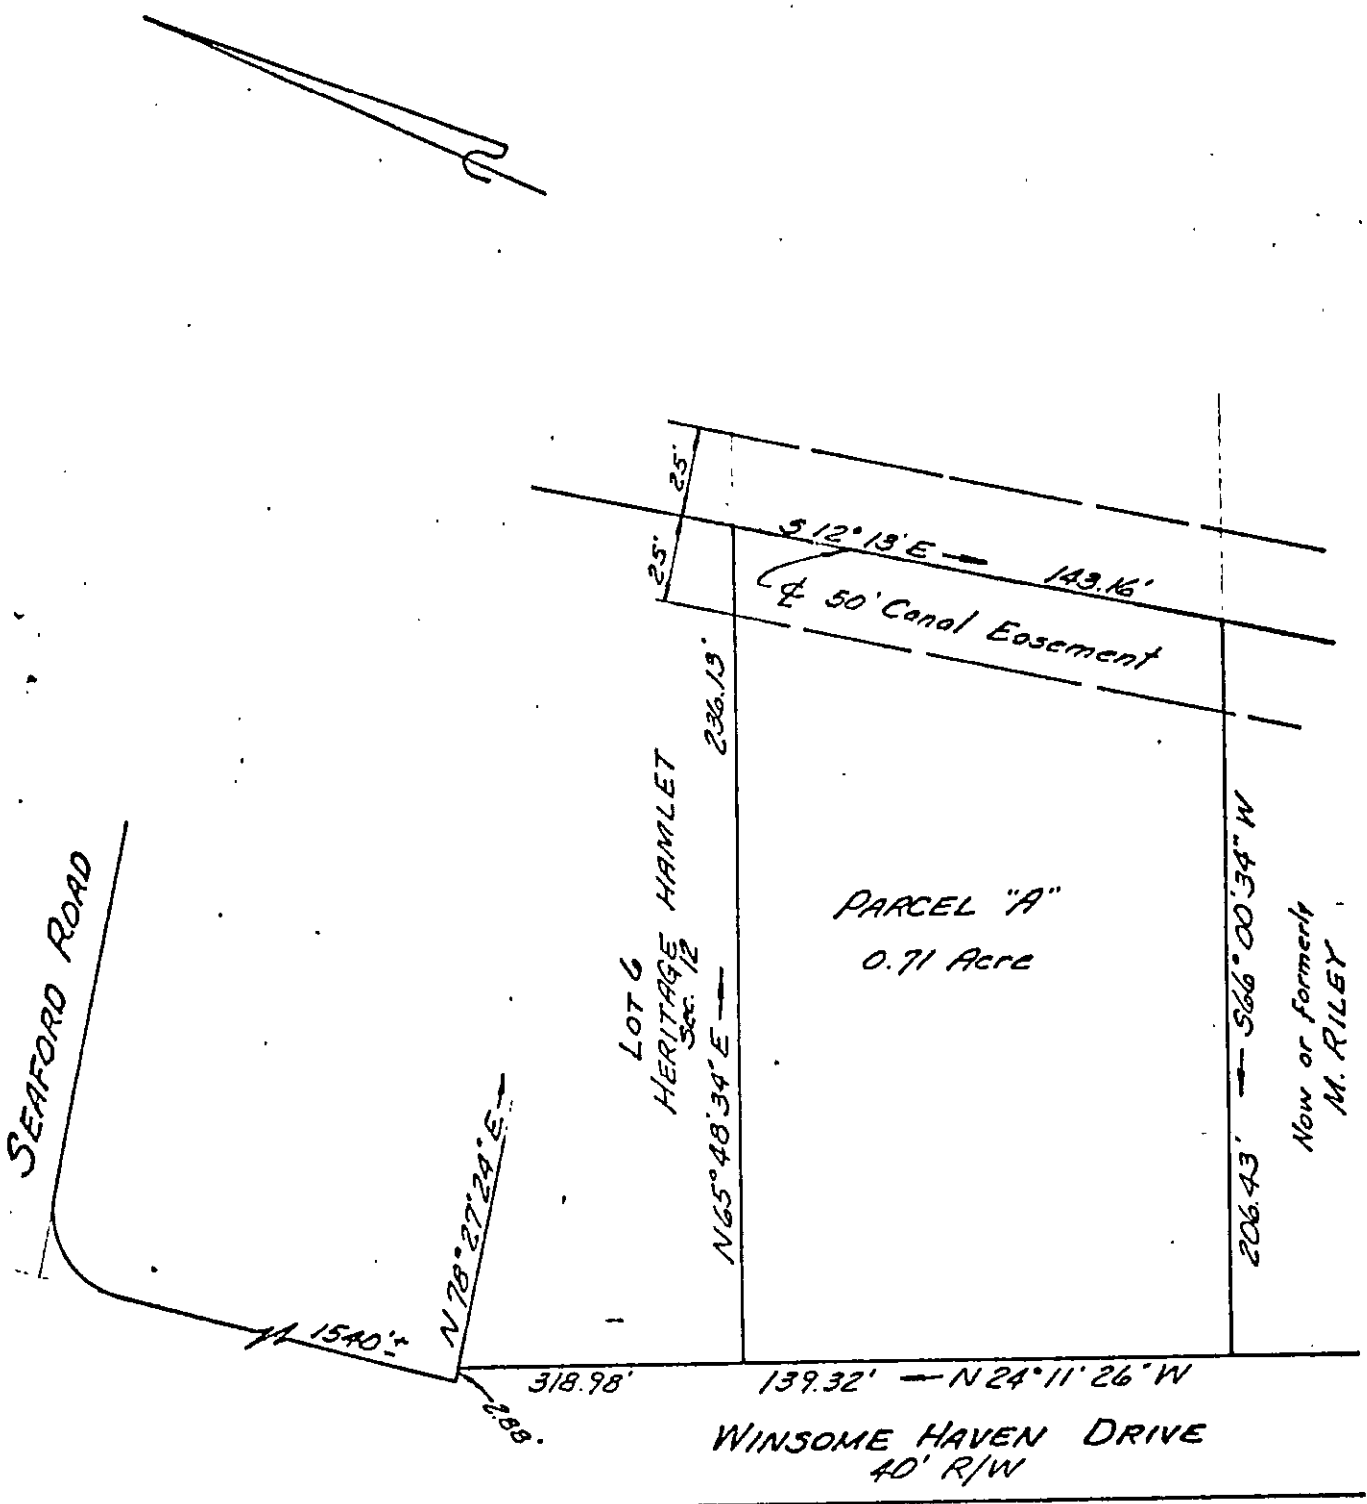 25'
25'
S 12° 13' E
143.16'
℄ 50' Canal Easement
236.13'
N65° 48' 34" E
LOT 6
HERITAGE HAMLET
Sec. 12
PARCEL "A"
0.71 Acre
S66° 00' 34" W
206.43'
Now or Formerly
M. RILEY
SEAFORD ROAD
N 78° 27' 24" E
1540'±
2.88'
318.98'
139.32' N 24° 11' 26" W
WINSOME HAVEN DRIVE
40' R/W